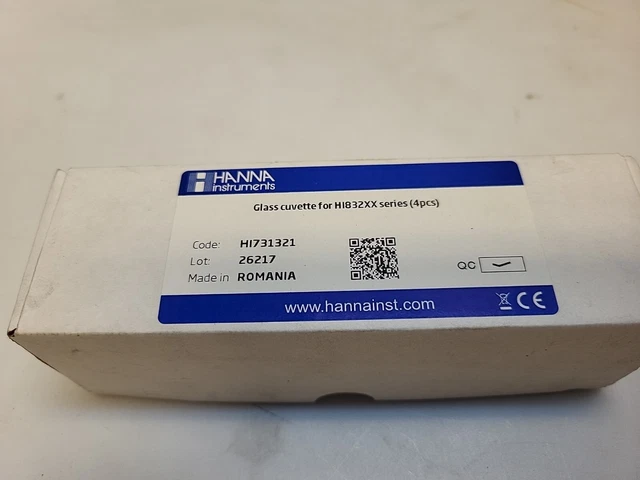 HANNA
instruments
Glass cuvette for HI832XX series (4pcs)
Code: HI731321
Lot: 26217
Made in ROMANIA
QC
www.hannainst.com
CE